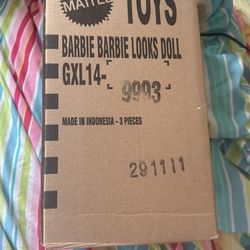 MATTEL
TOYS
BARBIE BARBIE LOOKS DOLL
GXL14-
9993
MADE IN INDONESIA - 3 PIECES
291111